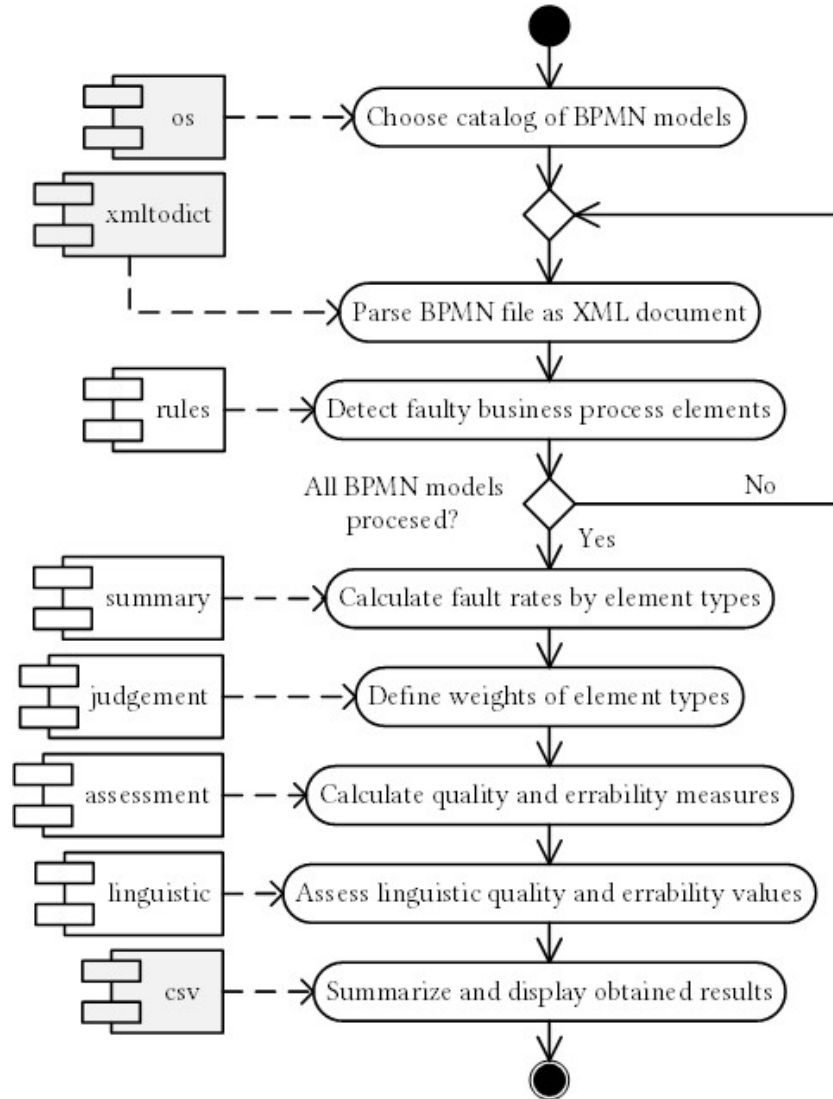 os
Choose catalog of BPMN models
xmltodict
Parse BPMN file as XML document
rules
Detect faulty business process elements
All BPMN models
procesed?
No
Yes
summary
Calculate fault rates by element types
judgement
Define weights of element types
assessment
Calculate quality and errability measures
linguistic
Assess linguistic quality and errability values
csv
Summarize and display obtained results